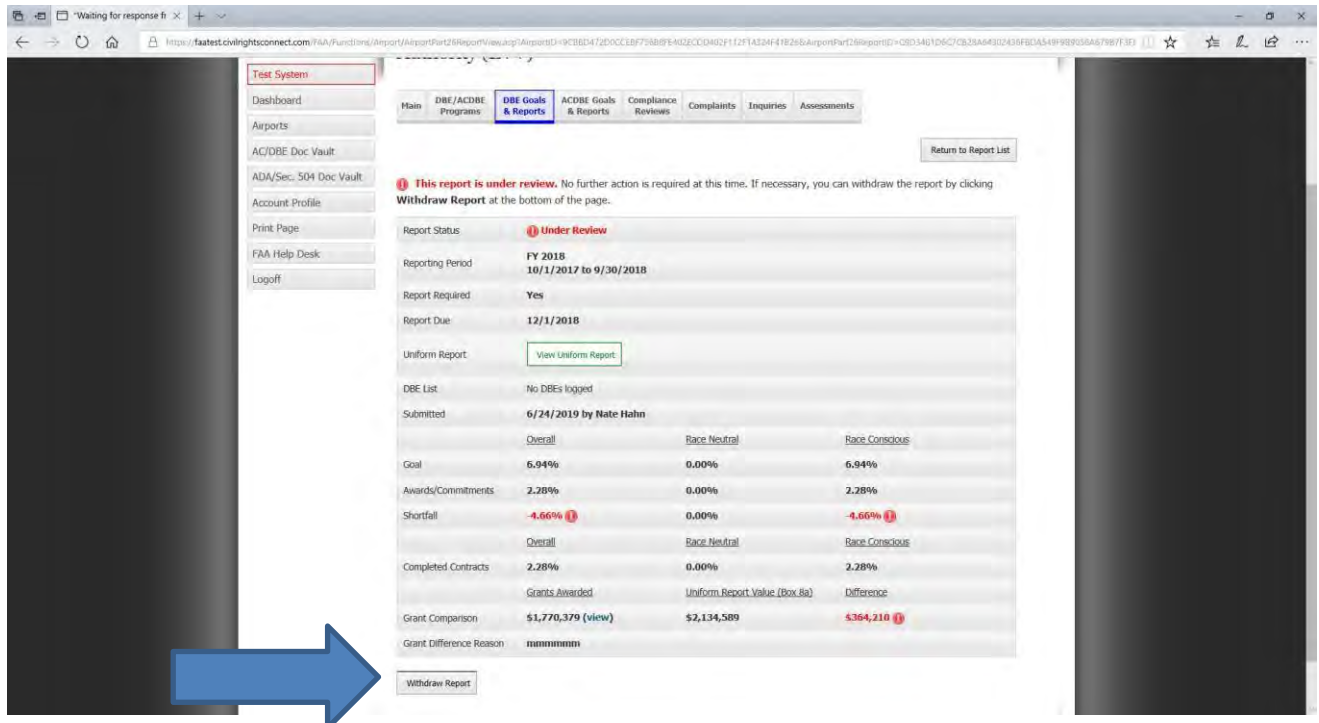 "Waiting for response fr
https://faatest.civilrightsconnect.com/FAA/Functions/Airport/AirportPart26ReportView.asp?
Test System
Dashboard
Airports
AC/DBE Doc Vault
ADA/Sec. 504 Doc Vault
Account Profile
Print Page
FAA Help Desk
Logoff
Main DBE/ACDBE Programs DBE Goals & Reports ACDBE Goals & Reports Compliance Reviews Complaints Inquiries Assessments
Return to Report List
This report is under review. No further action is required at this time. If necessary, you can withdraw the report by clicking
Withdraw Report at the bottom of the page.
Report Status Under Review
Reporting Period FY 2018
10/1/2017 to 9/30/2018
Report Required Yes
Report Due 12/1/2018
Uniform Report View Uniform Report
DBE List No DBEs logged
Submitted 6/24/2019 by Nate Hahn
Overall Race Neutral Race Conscious
Goal 6.94% 0.00% 6.94%
Awards/Commitments 2.28% 0.00% 2.28%
Shortfall -4.66% 0.00% -4.66%
Overall Race Neutral Race Conscious
Completed Contracts 2.28% 0.00% 2.28%
Grants Awarded Uniform Report Value (Box 8a) Difference
Grant Comparison $1,770,379 (view) $2,134,589 $364,210
Grant Difference Reason mmmmmm
Withdraw Report